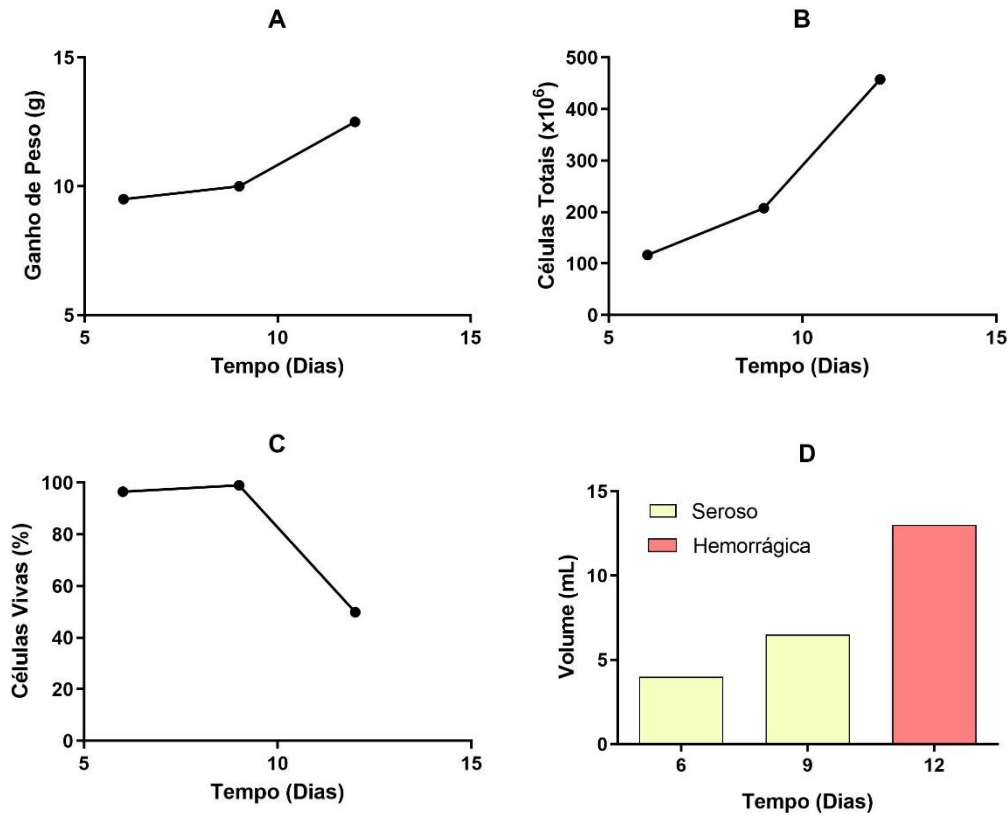 A
Ganho de Peso (g)
15
10
5
5 10 15
Tempo (Dias)
B
Células Totais (x10⁶)
500
400
300
200
100
0
5 10 15
Tempo (Dias)
C
Células Vivas (%)
100
80
60
40
20
0
5 10 15
Tempo (Dias)
D
Volume (mL)
15
10
5
0
Seroso
Hemorrágica
6 9 12
Tempo (Dias)